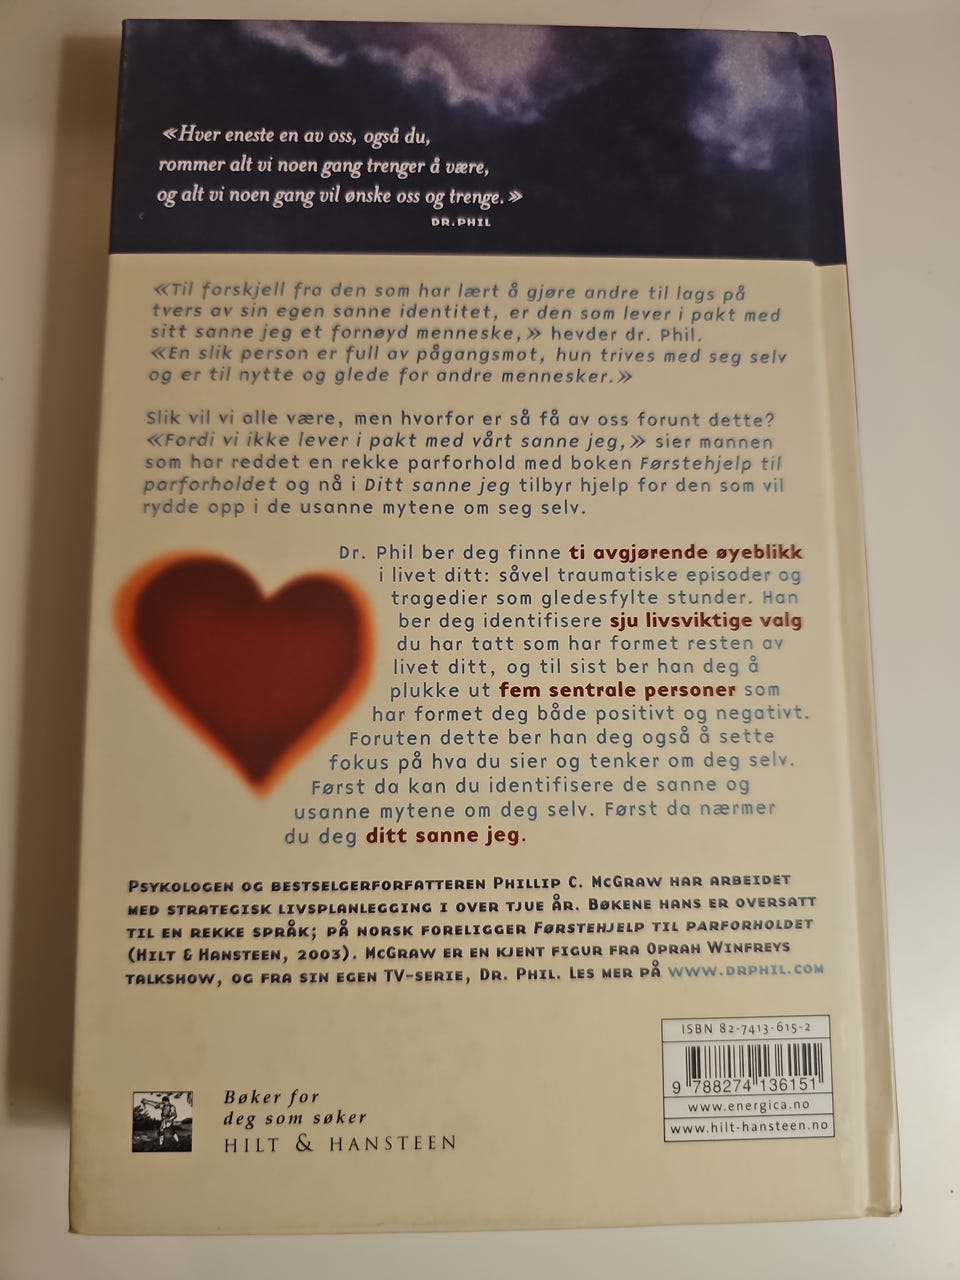 «Hver eneste en av oss, også du,
rommer alt vi noen gang trenger å være,
og alt vi noen gang vil ønske oss og trenge.»
DR.PHIL
«Til forskjell fra den som har lært å gjøre andre til lags på
tvers av sin egen sanne identitet, er den som lever i pakt med
sitt sanne jeg et fornøyd menneske,» hevder dr. Phil.
«En slik person er full av pågangsmot, hun trives med seg selv
og er til nytte og glede for andre mennesker.»
Slik vil vi alle være, men hvorfor er så få av oss forunt dette?
«Fordi vi ikke lever i pakt med vårt sanne jeg,» sier mannen
som har reddet en rekke parforhold med boken Førstehjelp til
parforholdet og nå i Ditt sanne jeg tilbyr hjelp for den som vil
rydde opp i de usanne mytene om seg selv.
Dr. Phil ber deg finne ti avgjørende øyeblikk
i livet ditt: såvel traumatiske episoder og
tragedier som gledesfylte stunder. Han
ber deg identifisere sju livsviktige valg
du har tatt som har formet resten av
livet ditt, og til sist ber han deg å
plukke ut fem sentrale personer som
har formet deg både positivt og negativt.
Foruten dette ber han deg også å sette
fokus på hva du sier og tenker om deg selv.
Først da kan du identifisere de sanne og
usanne mytene om deg selv. Først da nærmer
du deg ditt sanne jeg.
Psykologen og bestselgerforfatteren Phillip C. McGraw har arbeidet
med strategisk livsplanlegging i over tjue år. Bøkene hans er oversatt
til en rekke språk; på norsk foreligger Førstehjelp til parforholdet
(Hilt & Hansteen, 2003). McGraw er en kjent figur fra Oprah Winfreys
talkshow, og fra sin egen TV-serie, Dr. Phil. Les mer på www.drphil.com
ISBN 82-7413-615-2
9 788274 136151
www.energica.no
www.hilt-hansteen.no
Bøker for
deg som søker
HILT & HANSTEEN